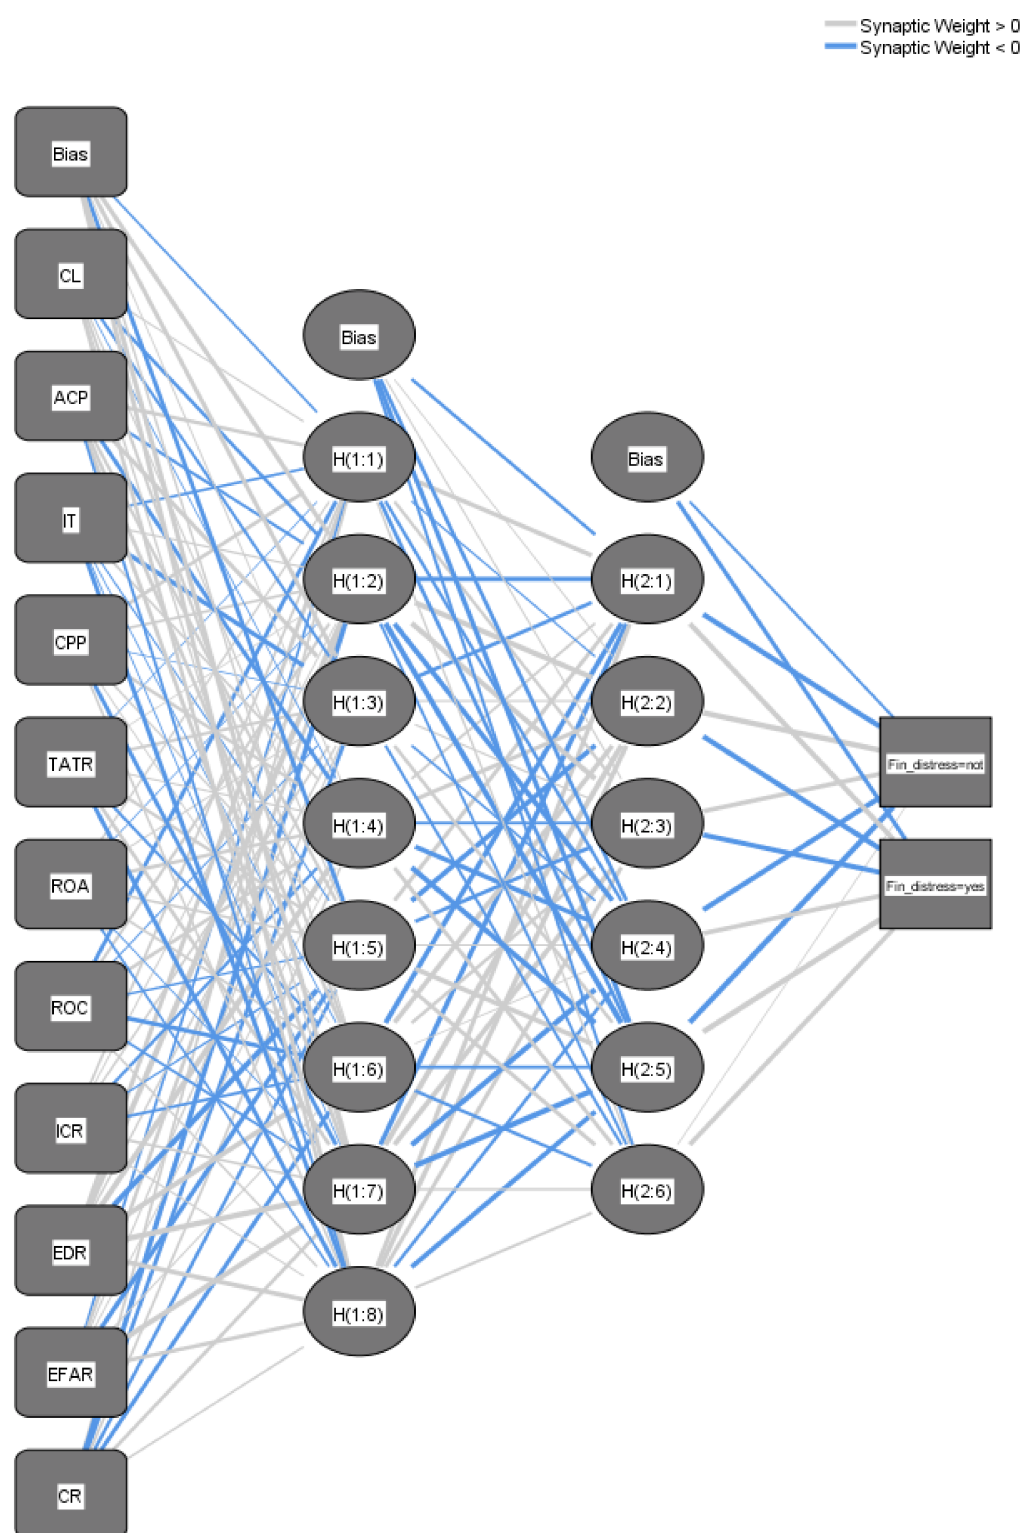 Synaptic Weight > 0
Synaptic Weight < 0
Bias
CL
ACP
IT
CPP
TATR
ROA
ROC
ICR
EDR
EFAR
CR
Bias
H(1:1)
H(1:2)
H(1:3)
H(1:4)
H(1:5)
H(1:6)
H(1:7)
H(1:8)
Bias
H(2:1)
H(2:2)
H(2:3)
H(2:4)
H(2:5)
H(2:6)
Fin_distress=not
Fin_distress=yes